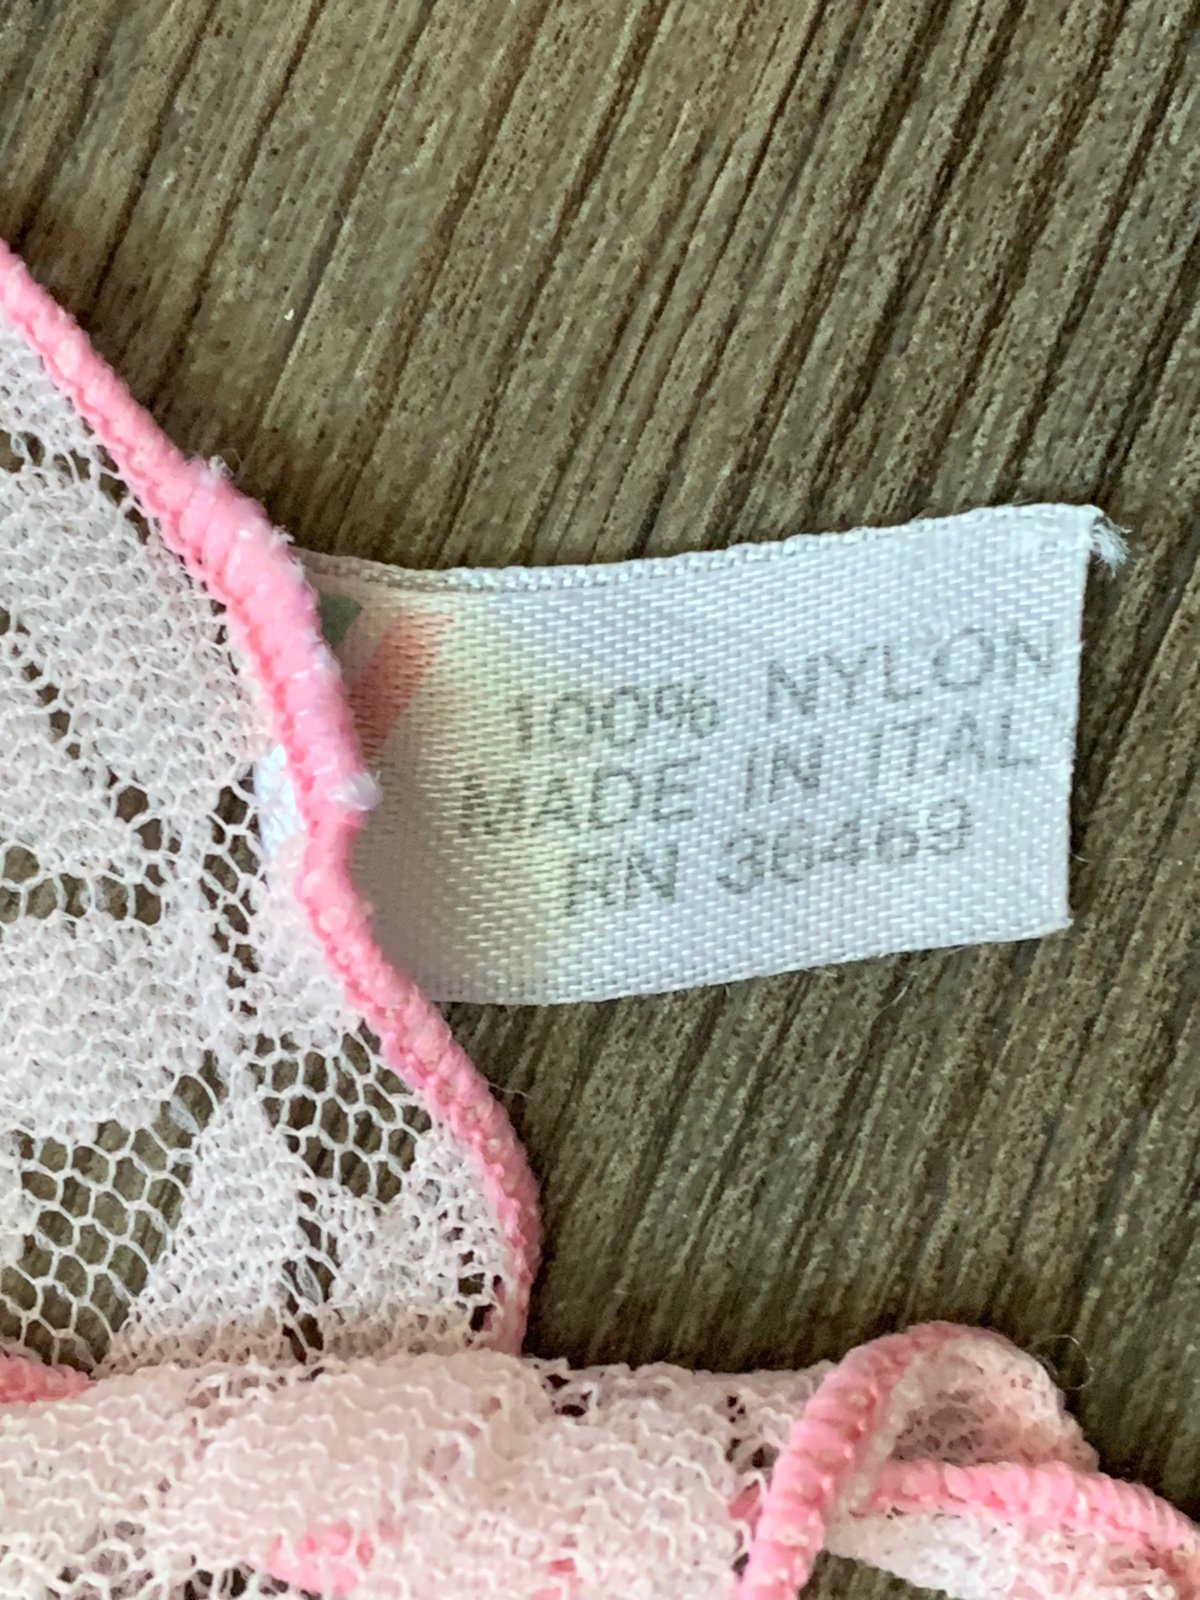 100% NYLON
MADE IN ITAL
RN 36469